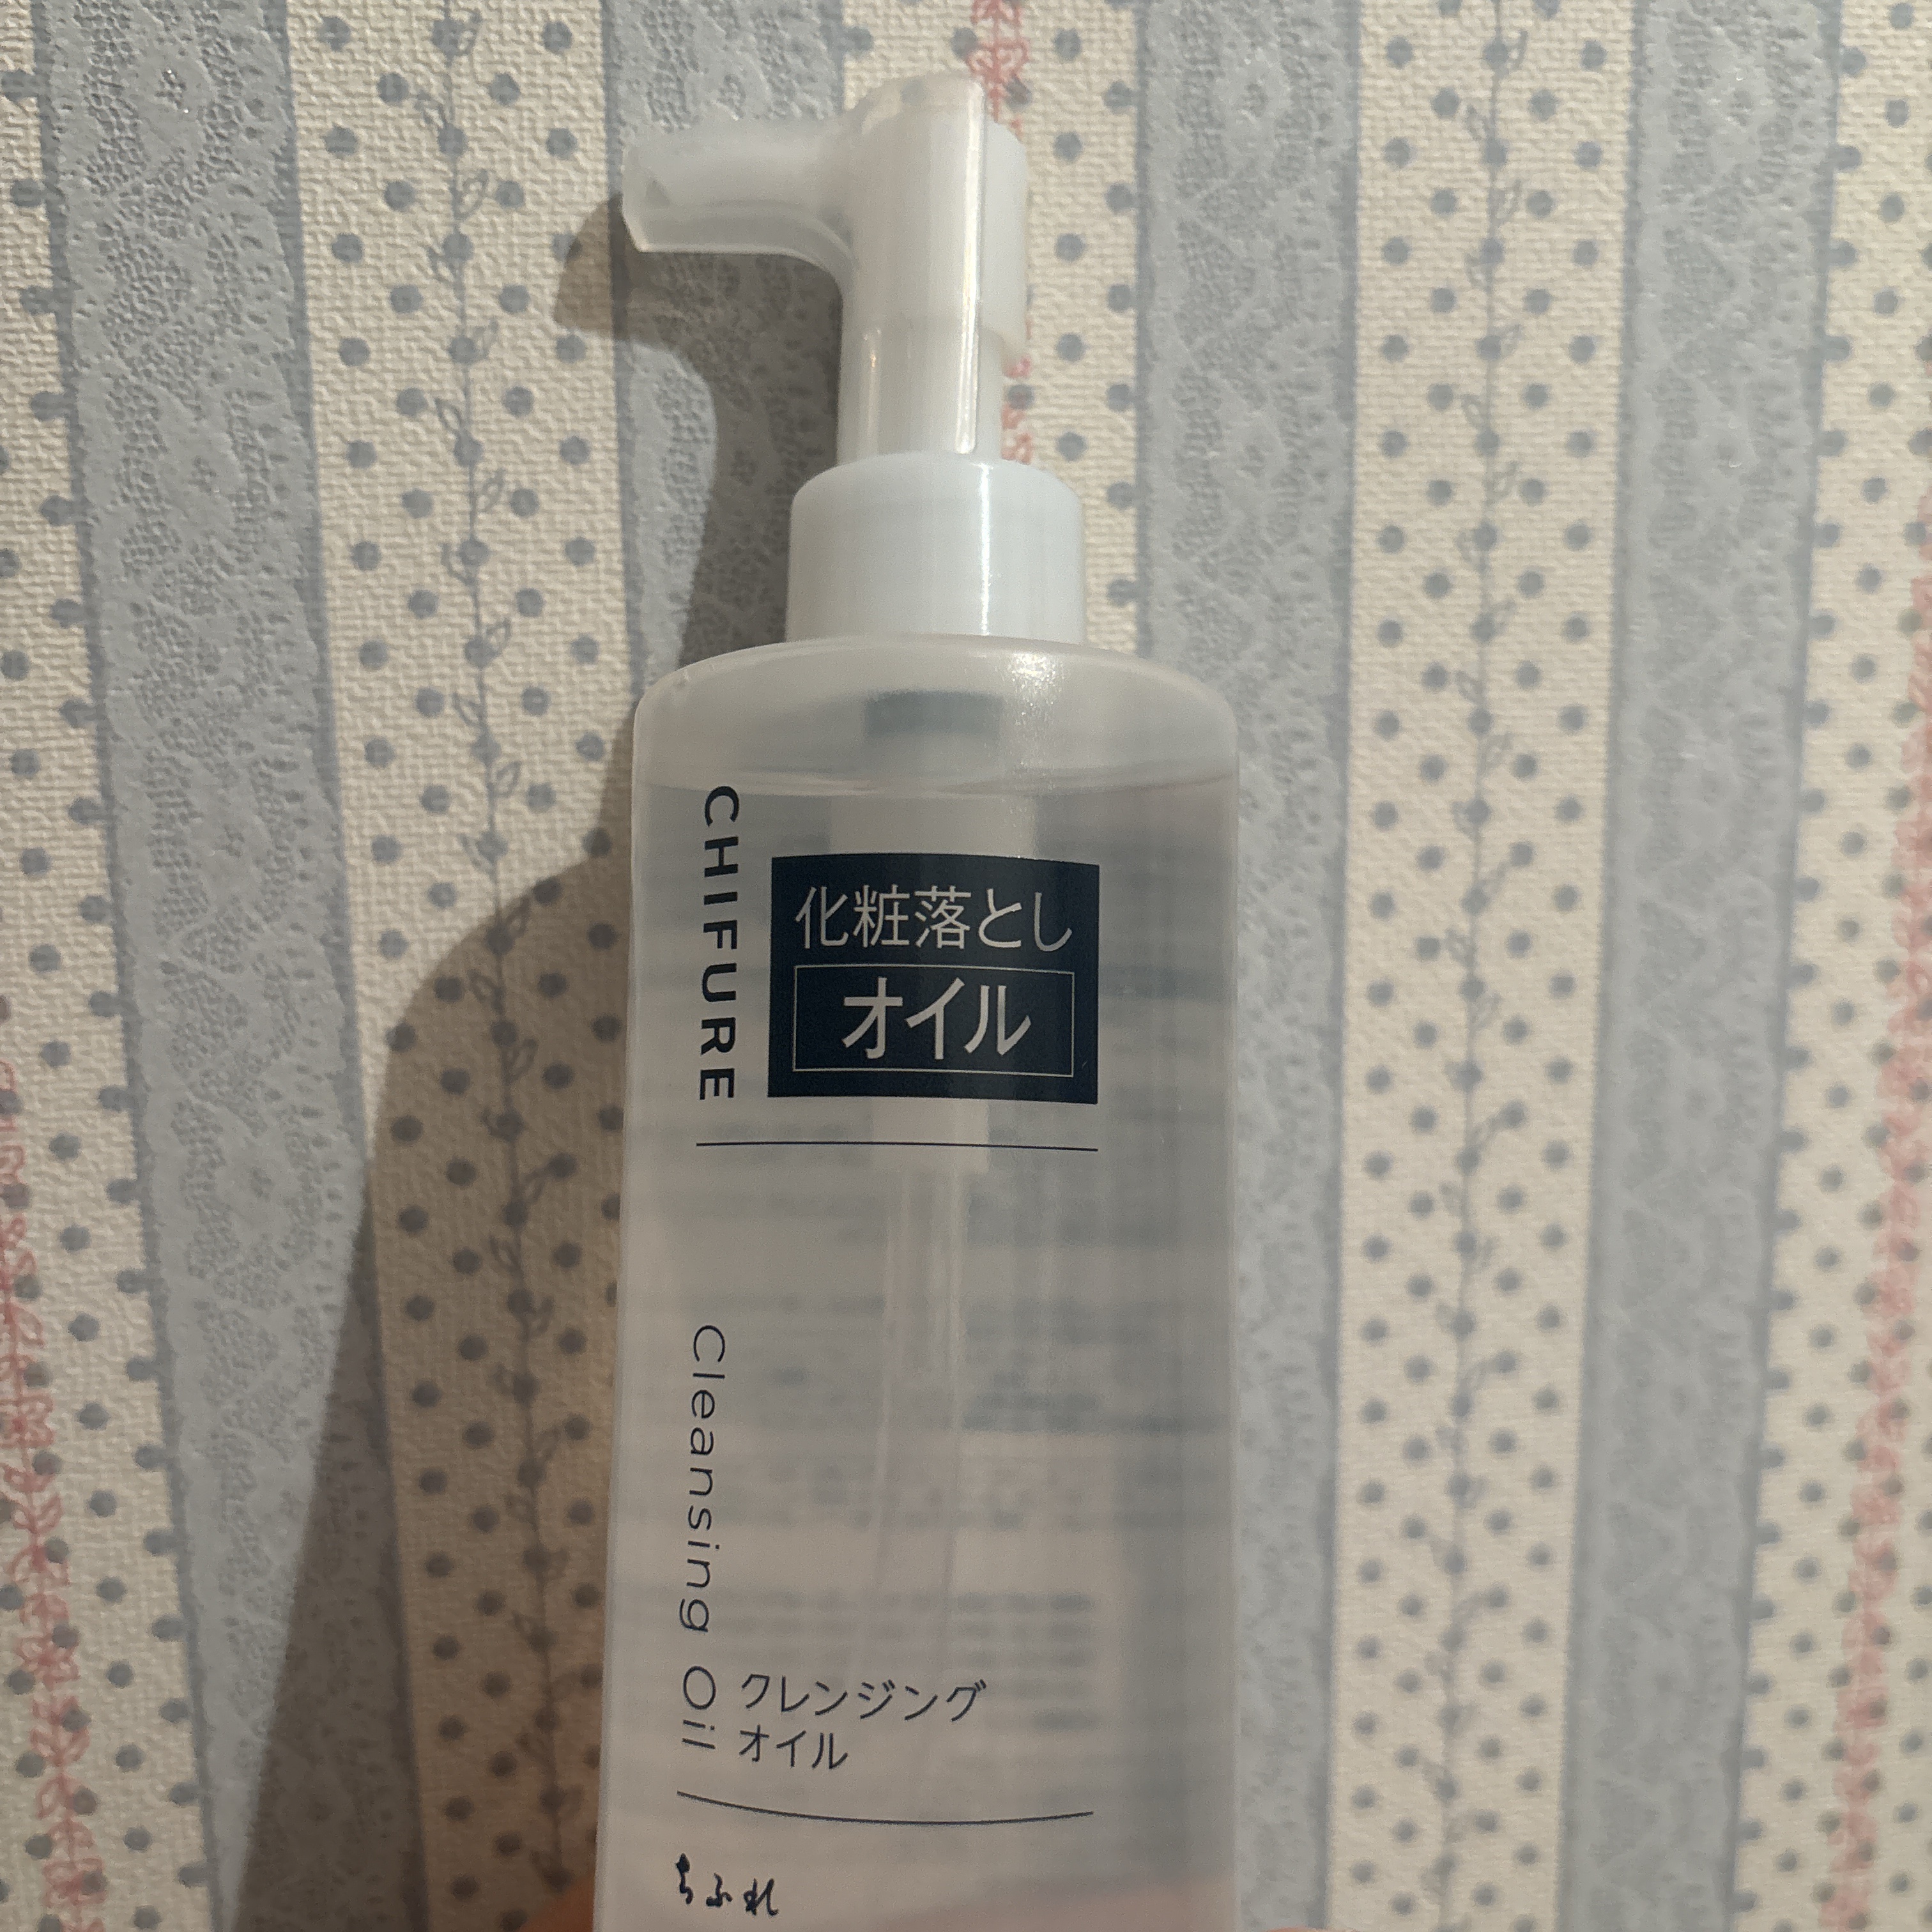 CHIFURE
化粧落とし
オイル
Cleansing Oil
クレンジング
オイル
ちふれ